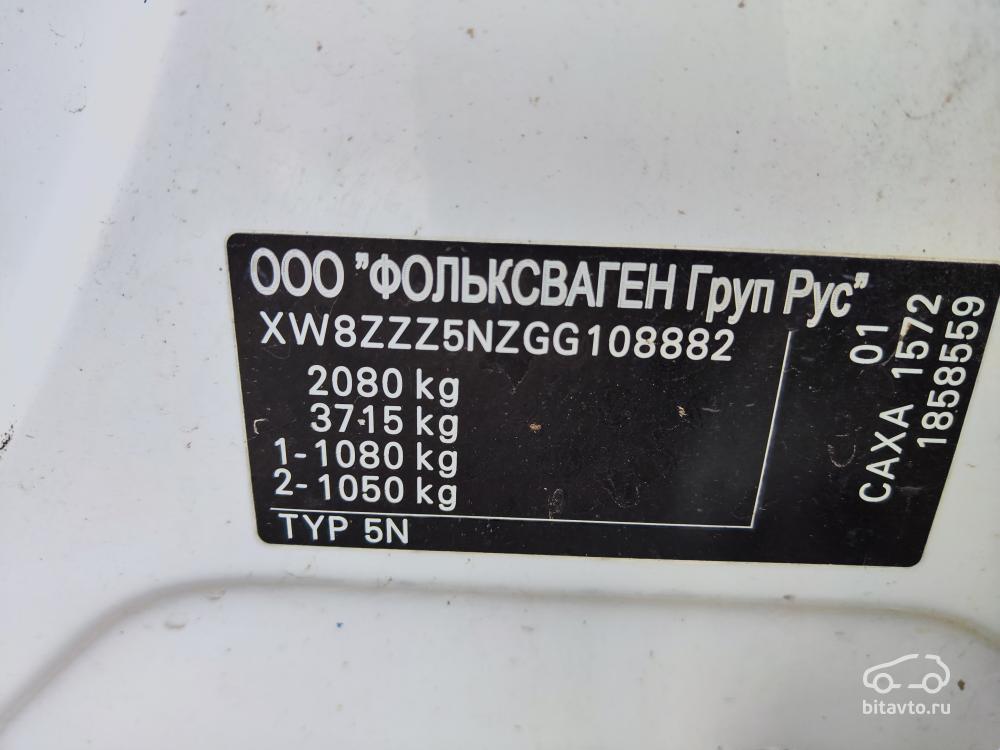 ООО "ФОЛЬКСВАГЕН Груп Рус"
XW8ZZZ5NZGG108882
2080 kg
3715 kg
1-1080 kg
2-1050 kg
TYP 5N
01
CAXA 1572
1858559
bitavto.ru